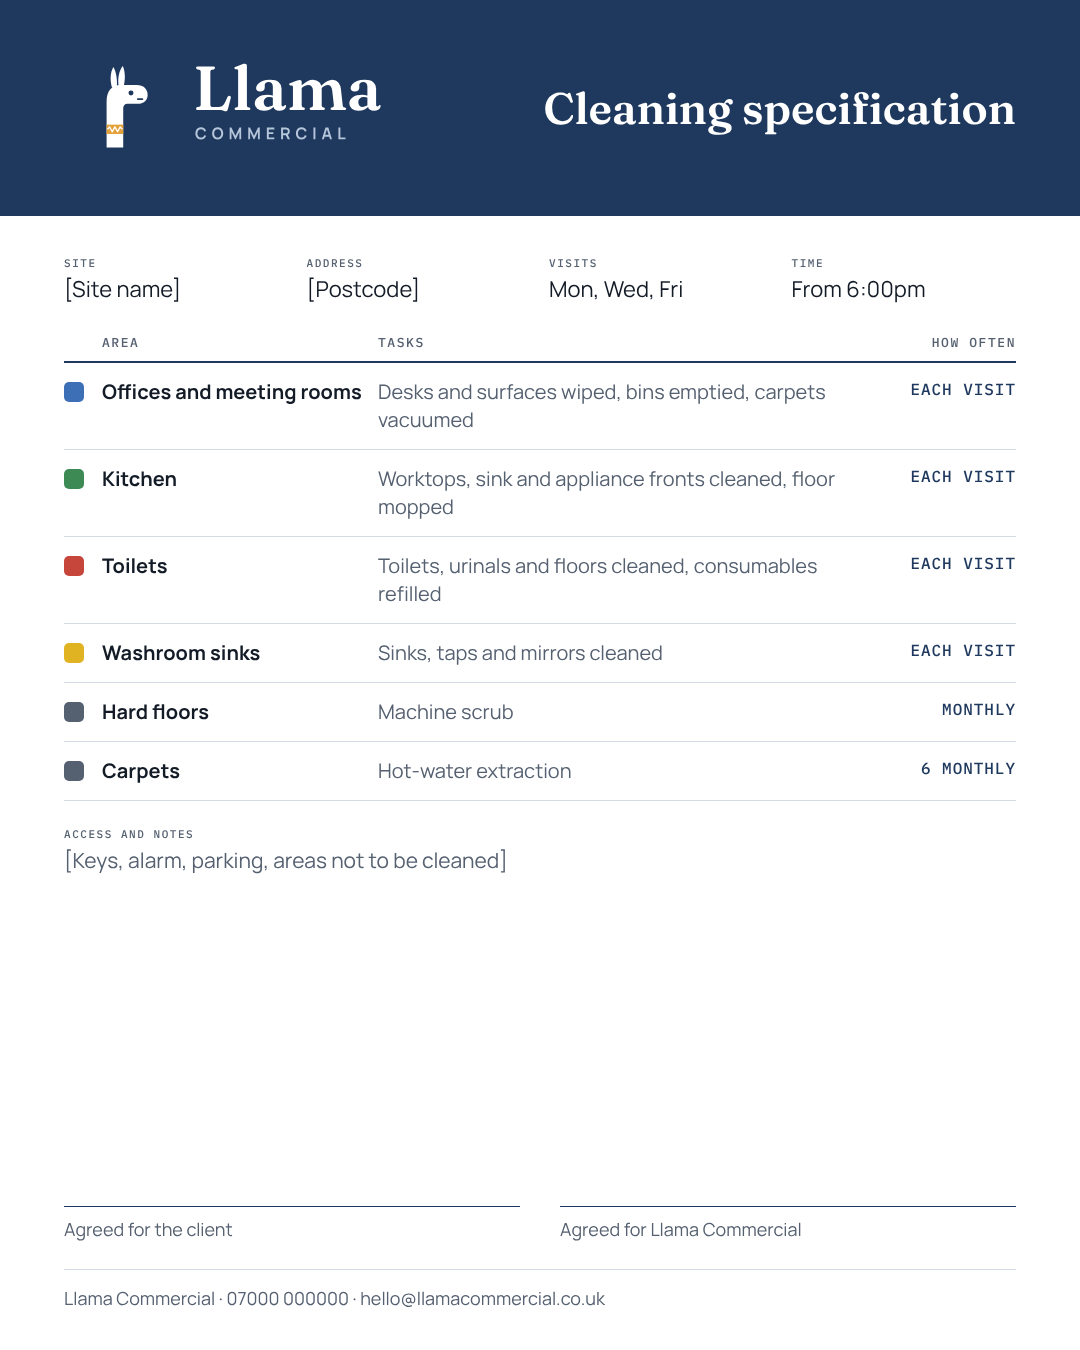 Llama
COMMERCIAL
Cleaning specification
SITE
[Site name]
ADDRESS
[Postcode]
VISITS
Mon, Wed, Fri
TIME
From 6:00pm
AREA TASKS HOW OFTEN
Offices and meeting rooms Desks and surfaces wiped, bins emptied, carpets EACH VISIT
vacuumed
Kitchen Worktops, sink and appliance fronts cleaned, floor EACH VISIT
mopped
Toilets Toilets, urinals and floors cleaned, consumables EACH VISIT
refilled
Washroom sinks Sinks, taps and mirrors cleaned EACH VISIT
Hard floors Machine scrub MONTHLY
Carpets Hot-water extraction 6 MONTHLY
ACCESS AND NOTES
[Keys, alarm, parking, areas not to be cleaned]
Agreed for the client
Agreed for Llama Commercial
Llama Commercial · 07000 000000 · hello@llamacommercial.co.uk